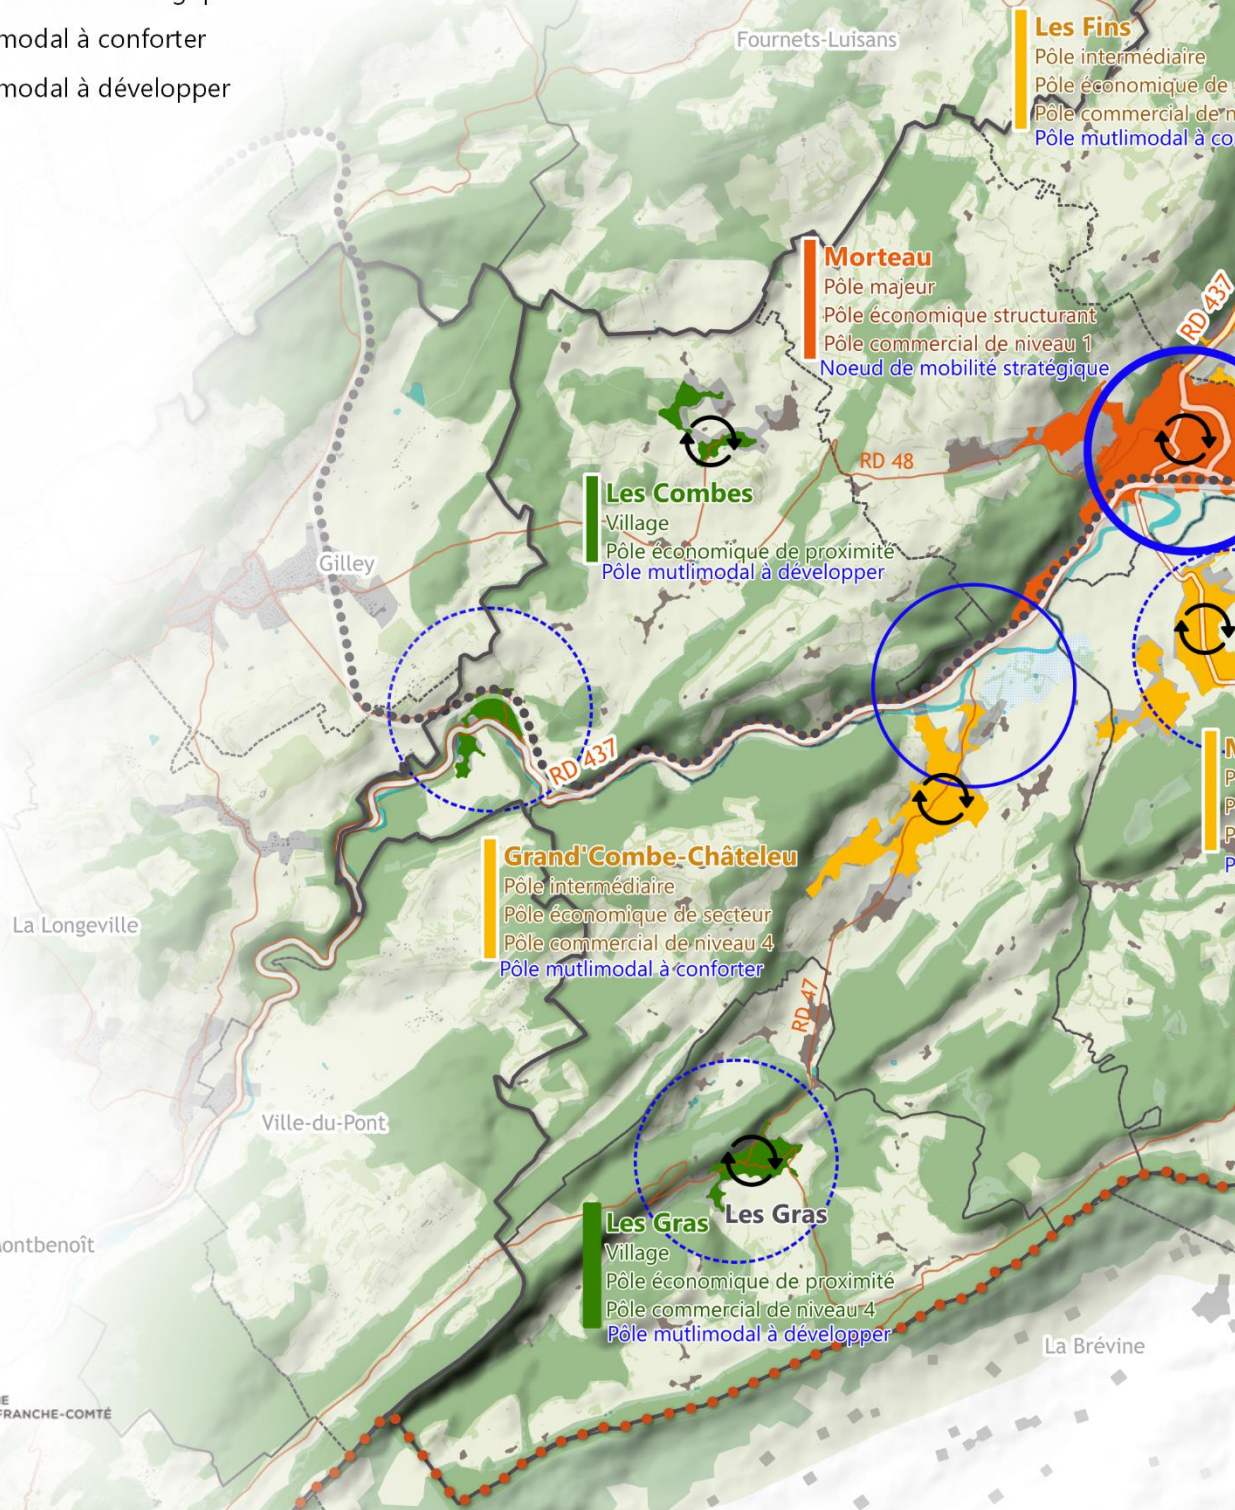 modal à conforter
modal à développer
Fournets-Luisans
Les Fins
Pôle intermédiaire
Pôle économique de
Pôle commercial de n
Pôle mutlimodal à co
Morteau
Pôle majeur
Pôle économique structurant
Pôle commercial de niveau 1
Noeud de mobilité stratégique
RD 437
RD 48
Les Combes
Village
Pôle économique de proximité
Pôle mutlimodal à développer
Gilley
RD 437
Grand'Combe-Châteleu
Pôle intermédiaire
Pôle économique de secteur
Pôle commercial de niveau 4
Pôle mutlimodal à conforter
La Longeville
RD 47
Ville-du-Pont
Les Gras
Les Gras
Village
Pôle économique de proximité
Pôle commercial de niveau 4
Pôle mutlimodal à développer
ontbenoît
La Brévine
FRANCHE-COMTÉ